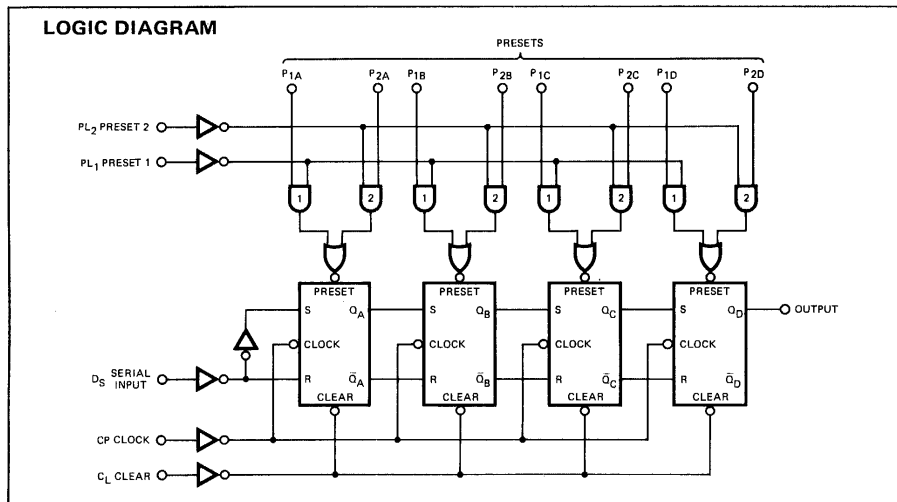 LOGIC DIAGRAM
PRESETS
P1A P2A P1B P2B P1C P2C P1D P2D
PL2 PRESET 2
PL1 PRESET 1
1 2 1 2 1 2 1 2
PRESET PRESET PRESET PRESET
S QA S QB S QC S QD OUTPUT
CLOCK CLOCK CLOCK CLOCK
DS SERIAL INPUT
R Q̅A R Q̅B R Q̅C R Q̅D
CLEAR CLEAR CLEAR CLEAR
CP CLOCK
CL CLEAR